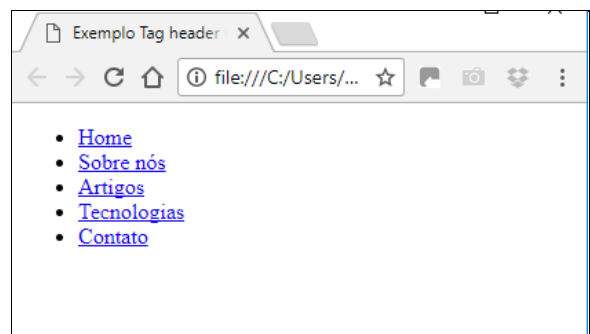 Exemplo Tag header
file:///C:/Users/...
Home
Sobre nós
Artigos
Tecnologias
Contato